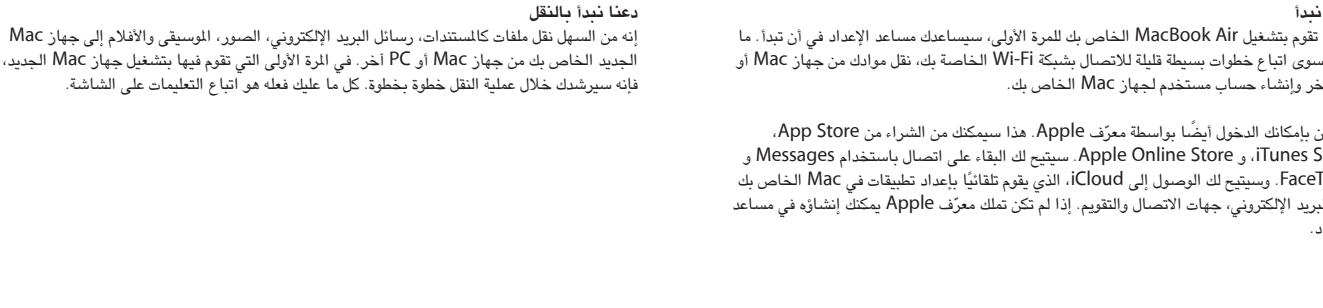 نبدأ
تقوم بتشغيل MacBook Air الخاص بك للمرة الأولى، سيساعدك مساعد الإعداد في أن تبدأ. ما
سوى اتباع خطوات بسيطة قليلة للاتصال بشبكة Wi-Fi الخاصة بك، نقل موادك من جهاز Mac أو
خر وإنشاء حساب مستخدم لجهاز Mac الخاص بك.
ن بإمكانك الدخول أيضًا بواسطة معرّف Apple. هذا سيمكنك من الشراء من App Store،
iTunes S، و Apple Online Store. سيتيح لك البقاء على اتصال باستخدام Messages و
FaceT. وسيتيح لك الوصول إلى iCloud، الذي يقوم تلقائيًا بإعداد تطبيقات في Mac الخاص بك
بريد الإلكتروني، جهات الاتصال والتقويم. إذا لم تكن تملك معرّف Apple يمكنك إنشاؤه في مساعد
د.
دعنا نبدأ بالنقل
إنه من السهل نقل ملفات كالمستندات، رسائل البريد الإلكتروني، الصور، الموسيقى والأفلام إلى جهاز Mac
الجديد الخاص بك من جهاز Mac أو PC آخر. في المرة الأولى التي تقوم فيها بتشغيل جهاز Mac الجديد،
فإنه سيرشدك خلال عملية النقل خطوة بخطوة. كل ما عليك فعله هو اتباع التعليمات على الشاشة.